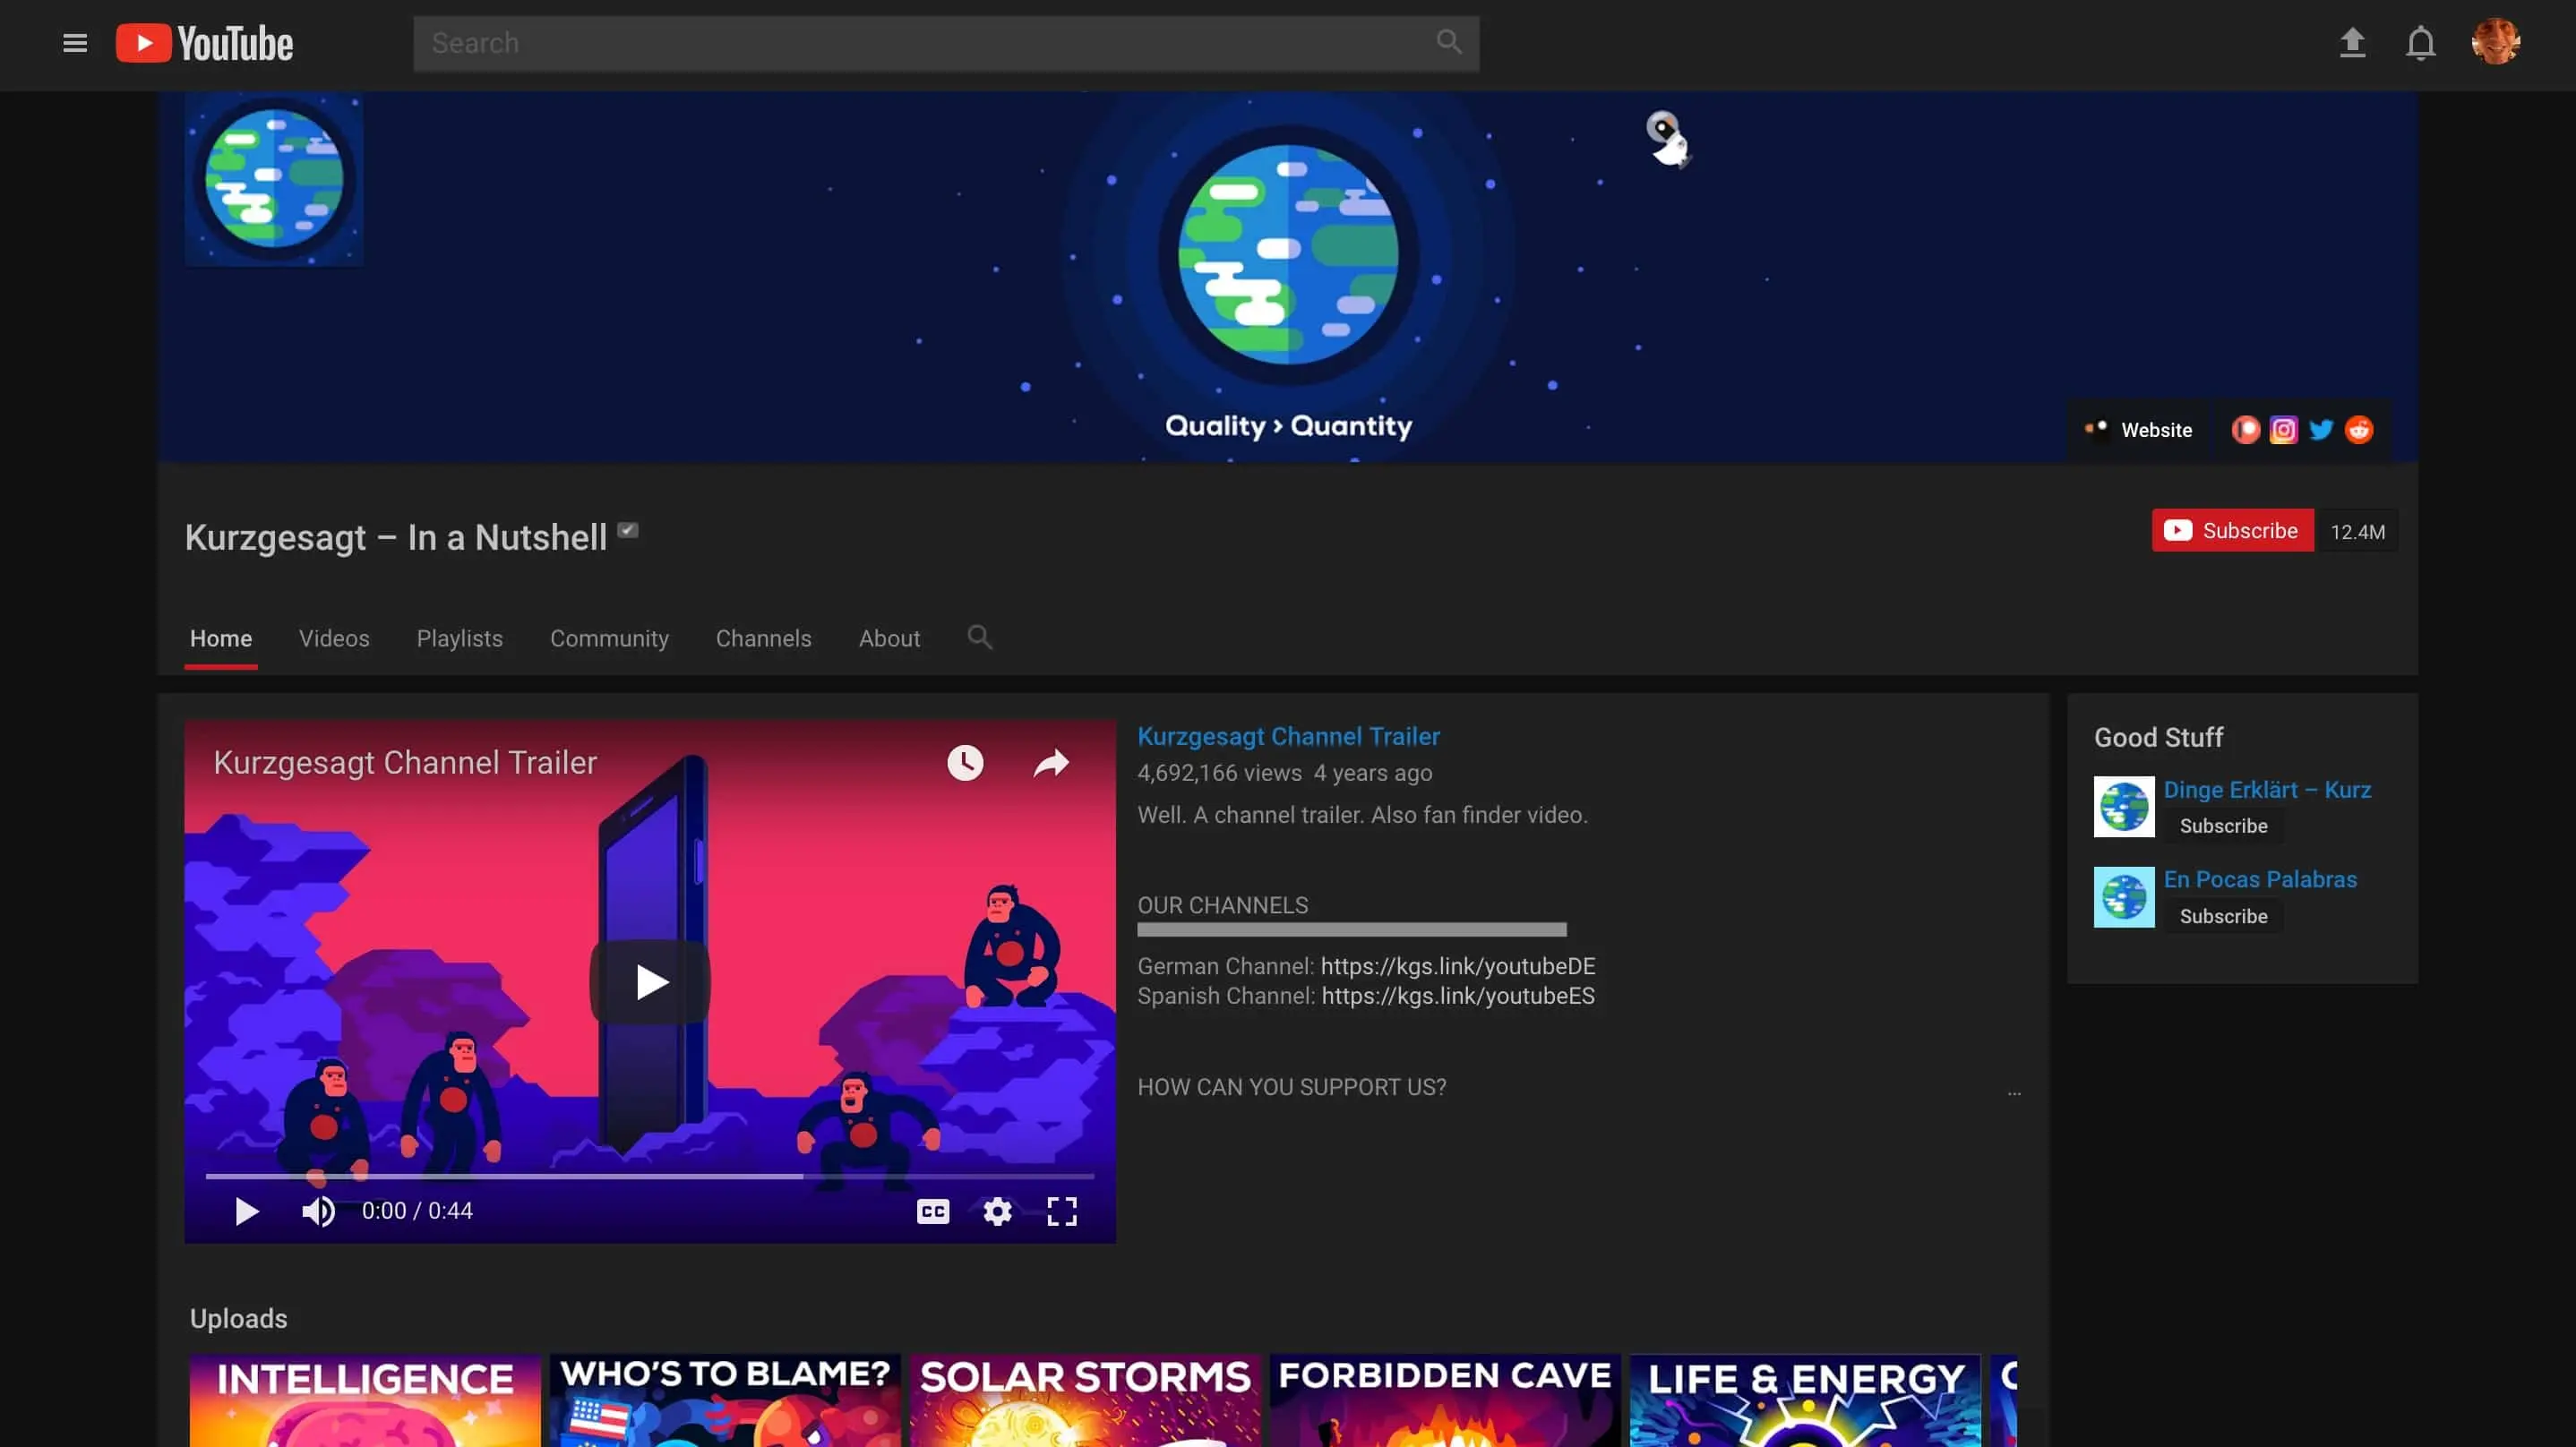 YouTube
Search
Quality > Quantity
Website
Kurzgesagt – In a Nutshell
Subscribe 12.4M
Home Videos Playlists Community Channels About
Kurzgesagt Channel Trailer
0:00 / 0:44
CC
Kurzgesagt Channel Trailer
4,692,166 views 4 years ago
Well. A channel trailer. Also fan finder video.
OUR CHANNELS
German Channel: https://kgs.link/youtubeDE
Spanish Channel: https://kgs.link/youtubeES
HOW CAN YOU SUPPORT US?
...
Good Stuff
Dinge Erklärt – Kurz
Subscribe
En Pocas Palabras
Subscribe
Uploads
INTELLIGENCE
WHO'S TO BLAME?
SOLAR STORMS
FORBIDDEN CAVE
LIFE & ENERGY